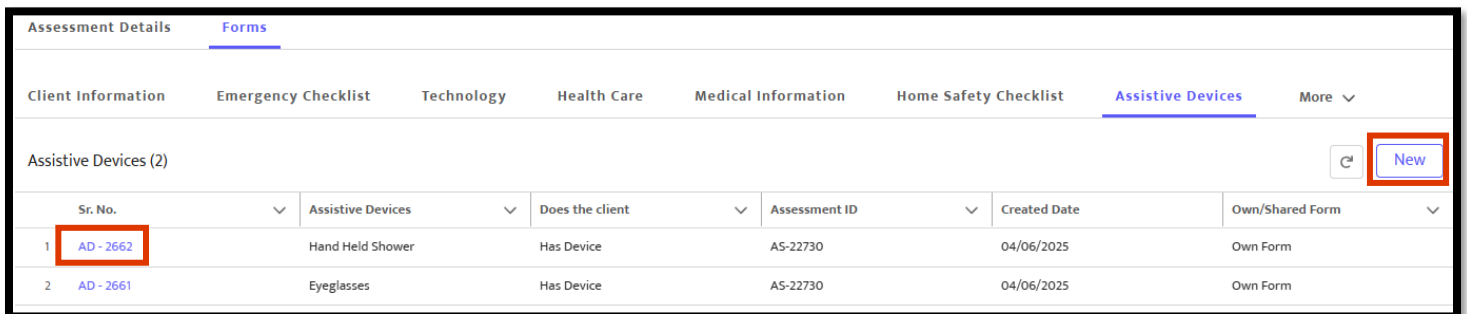 Assessment Details Forms
Client Information Emergency Checklist Technology Health Care Medical Information Home Safety Checklist Assistive Devices More
Assistive Devices (2) New
Sr. No. Assistive Devices Does the client Assessment ID Created Date Own/Shared Form
1 AD - 2662 Hand Held Shower Has Device AS-22730 04/06/2025 Own Form
2 AD - 2661 Eyeglasses Has Device AS-22730 04/06/2025 Own Form